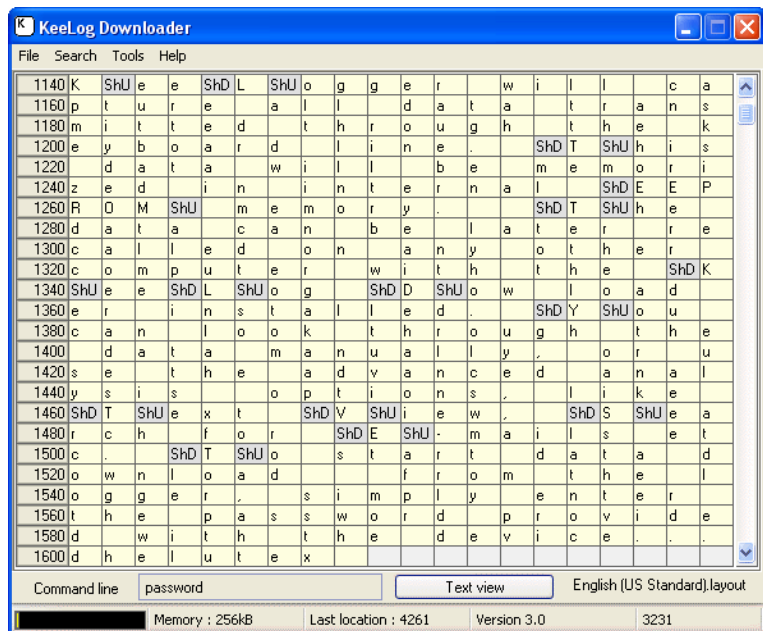 KeeLog Downloader
File Search Tools Help
1140 K ShU e e ShD L ShU o g g e r w i l l c a
1160 p t u r e a l l d a t a t r a n s
1180 m i t t e d t h r o u g h t h e k
1200 e y b o a r d l i n e . ShD T ShU h i s
1220 d a t a w i l l b e m e m o r i
1240 z e d i n i n t e r n a l ShD E E P
1260 R O M ShU m e m o r y . ShD T ShU h e
1280 d a t a c a n b e l a t e r r e
1300 c a l l e d o n a n y o t h e r
1320 c o m p u t e r w i t h t h e ShD K
1340 ShU e e ShD L ShU o g ShD D ShU o w l o a d
1360 e r i n s t a l l e d . ShD Y ShU o u
1380 c a n l o o k t h r o u g h t h e
1400 d a t a m a n u a l l y , o r u
1420 s e t h e a d v a n c e d a n a l
1440 y s i s o p t i o n s , l i k e
1460 ShD T ShU e x t ShD V ShU i e w , ShD S ShU e a
1480 r c h f o r ShD E ShU - m a i l s e t
1500 c . ShD T ShU o s t a r t d a t a d
1520 o w n l o a d f r o m t h e l
1540 o g g e r , s i m p l y e n t e r
1560 t h e p a s s w o r d p r o v i d e
1580 d w i t h t h e d e v i c e . . .
1600 d h e l u t e x
Command line password Text view English (US Standard).layout
Memory : 256kB Last location : 4261 Version 3.0 3231